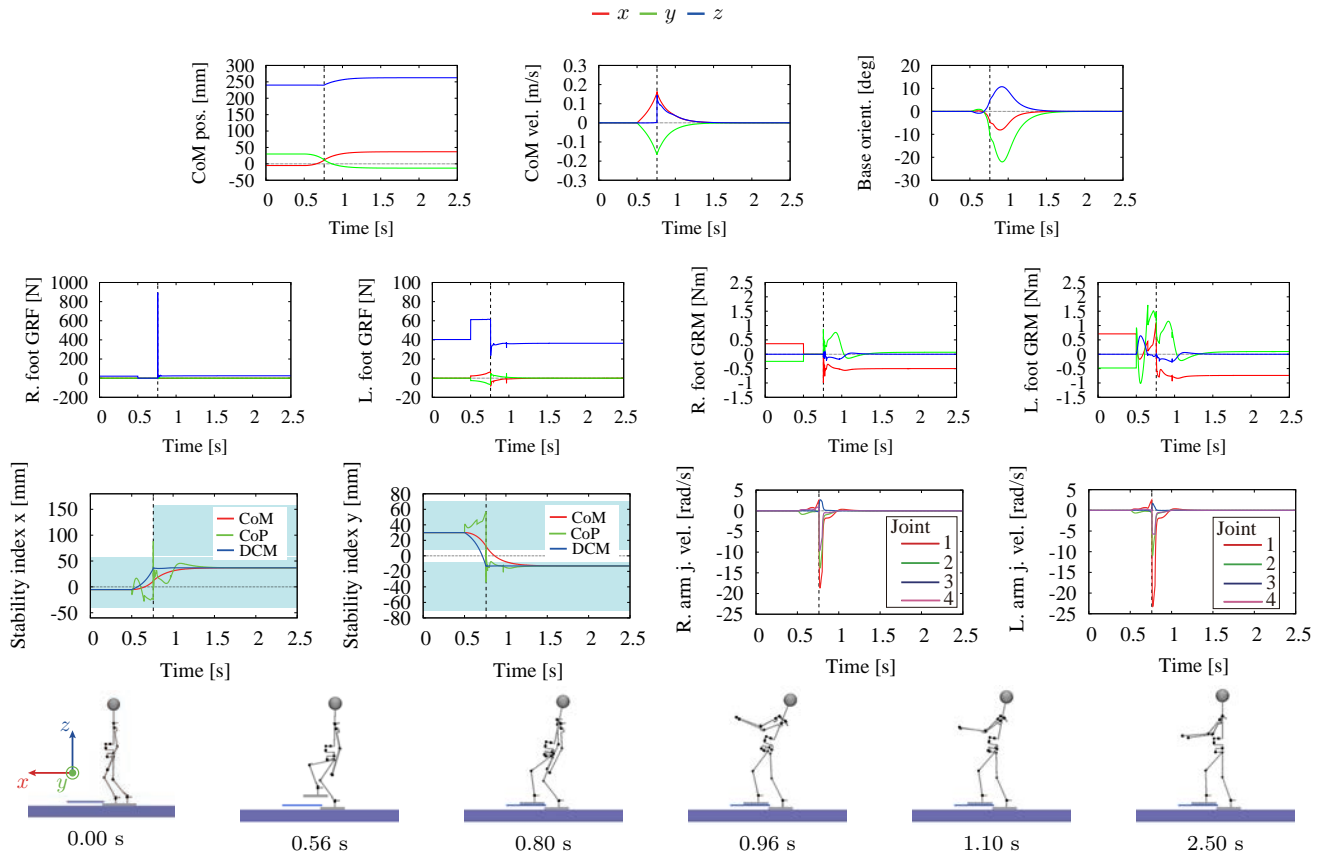 x y z
CoM pos. [mm]
300
250
200
150
100
50
0
-50
0 0.5 1 1.5 2 2.5
Time [s]
CoM vel. [m/s]
0.3
0.2
0.1
0
-0.1
-0.2
-0.3
0 0.5 1 1.5 2 2.5
Time [s]
Base orient. [deg]
20
10
0
-10
-20
-30
0 0.5 1 1.5 2 2.5
Time [s]
R. foot GRF [N]
1000
800
600
400
200
0
-200
0 0.5 1 1.5 2 2.5
Time [s]
L. foot GRF [N]
100
80
60
40
20
0
-20
0 0.5 1 1.5 2 2.5
Time [s]
R. foot GRM [Nm]
2.5
2
1.5
1
0.5
0
-0.5
-1
1.5
0 0.5 1 1.5 2 2.5
Time [s]
L. foot GRM [Nm]
2.5
2
1.5
1
0.5
0
-0.5
-1
1.5
0 0.5 1 1.5 2 2.5
Time [s]
Stability index x [mm]
150
100
50
0
-50
CoM
CoP
DCM
0 0.5 1 1.5 2 2.5
Time [s]
Stability index y [mm]
80
60
40
20
0
-20
-40
-60
-80
CoM
CoP
DCM
0 0.5 1 1.5 2 2.5
Time [s]
R. arm j. vel. [rad/s]
5
0
-5
-10
-15
-20
-25
Joint
1
2
3
4
0 0.5 1 1.5 2 2.5
Time [s]
L. arm j. vel. [rad/s]
5
0
-5
-10
-15
-20
-25
Joint
1
2
3
4
0 0.5 1 1.5 2 2.5
Time [s]
z
x
y
0.00 s 0.56 s 0.80 s 0.96 s 1.10 s 2.50 s